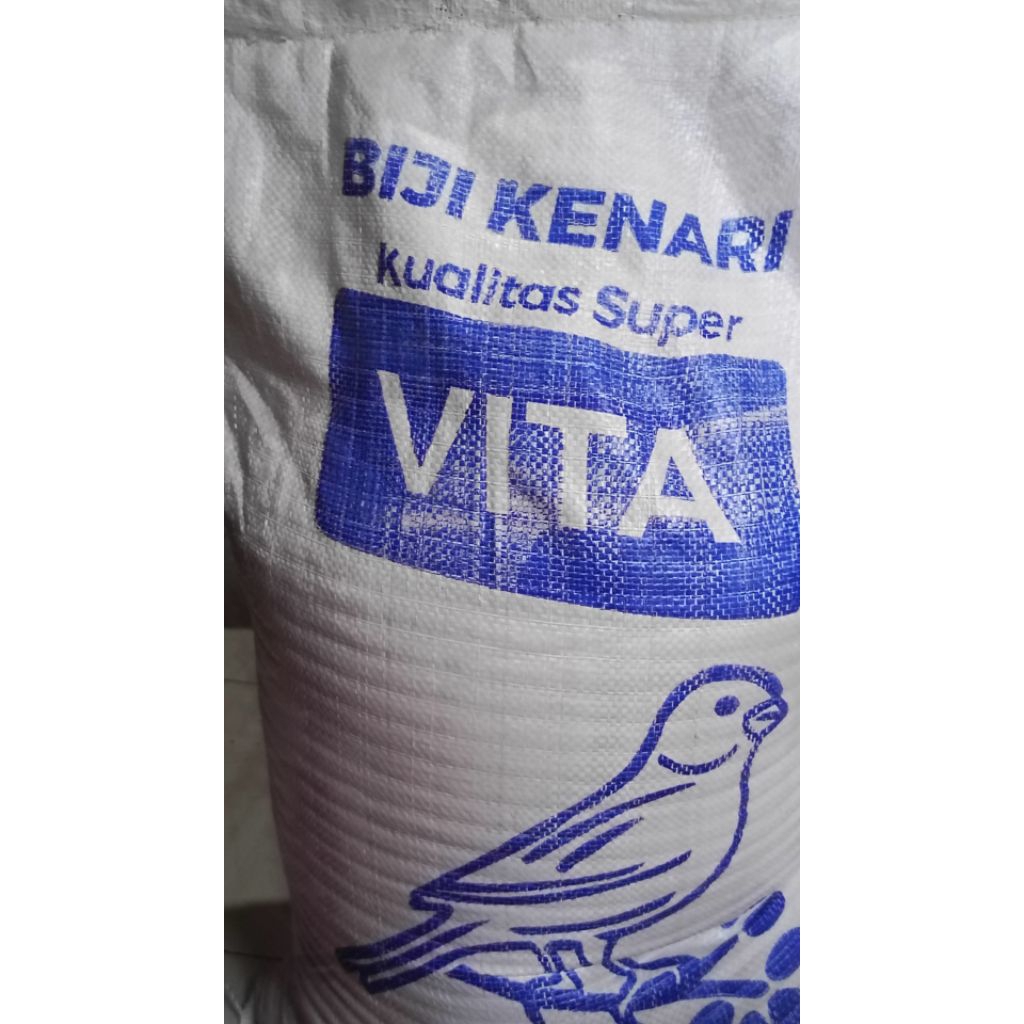 BIJI KENARI
Kualitas Super
VITA